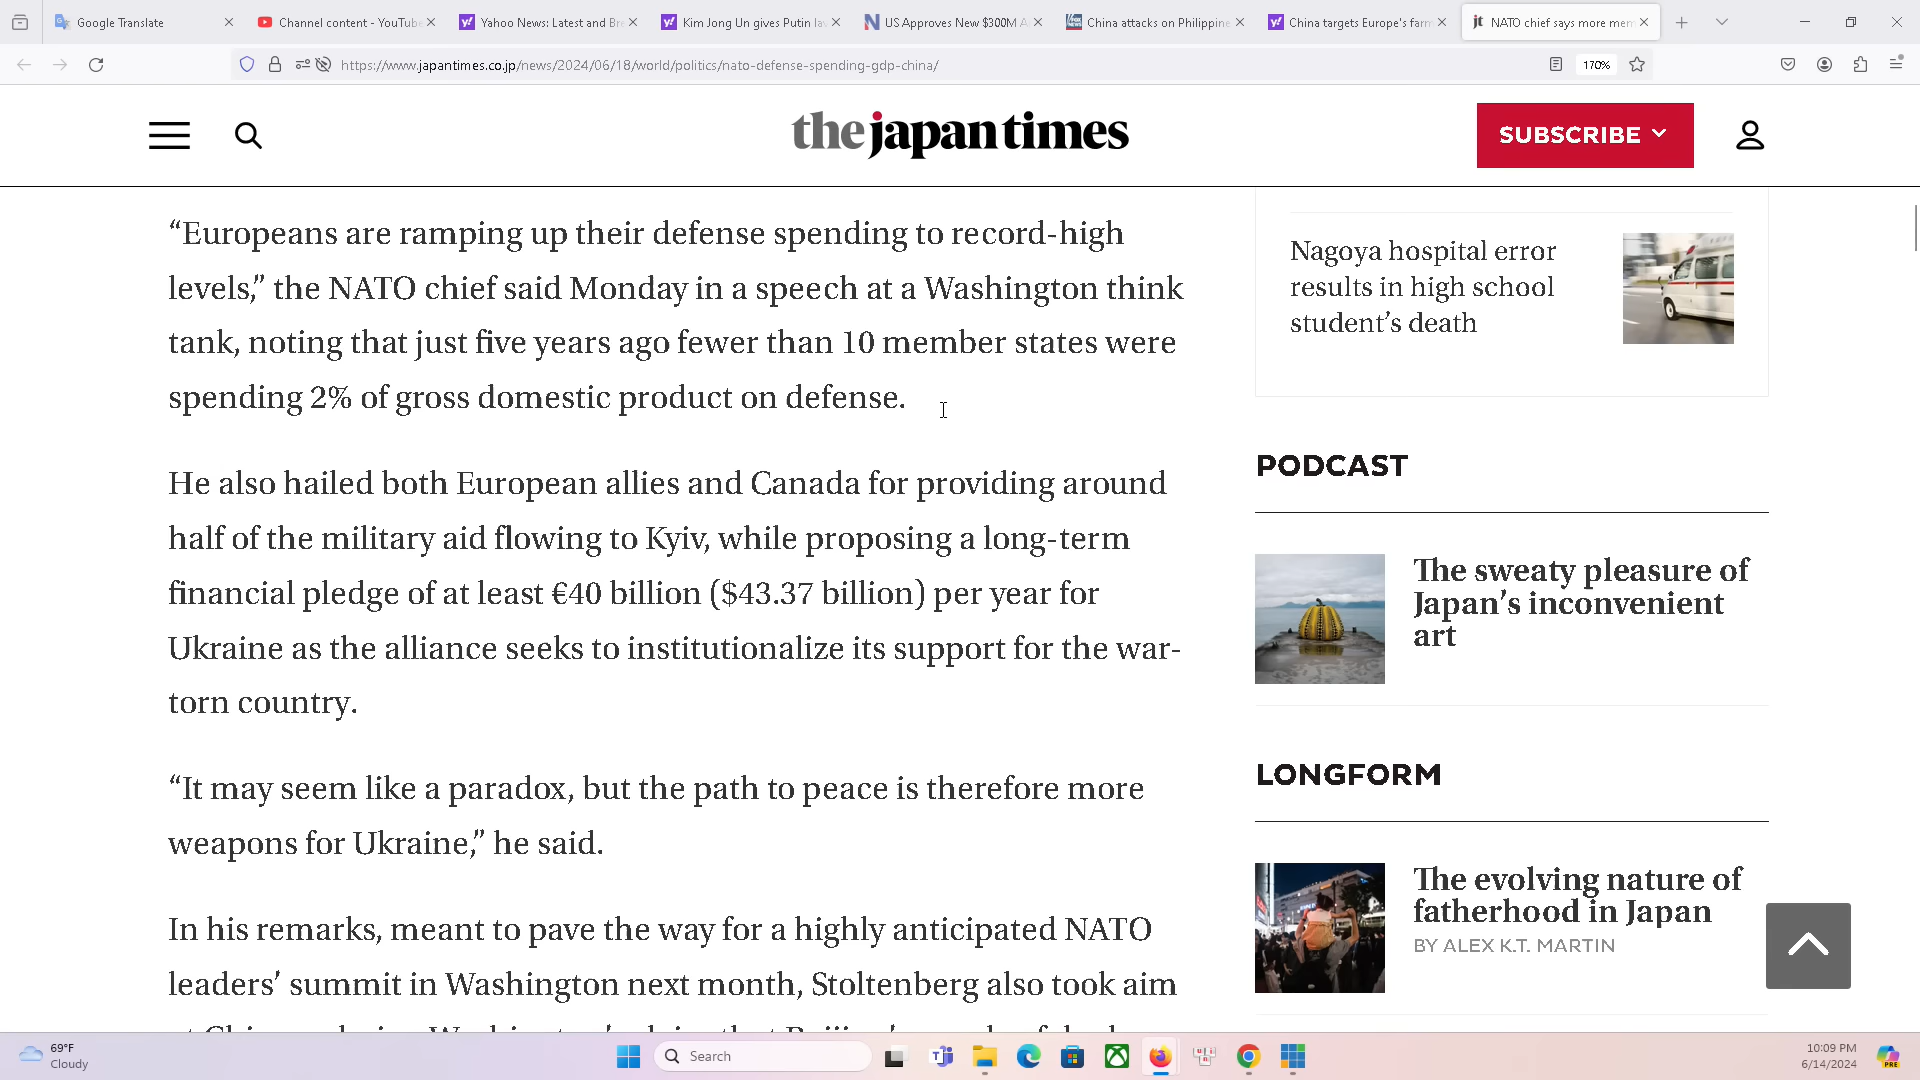 Google Translate
Channel content - YouTube
Yahoo News: Latest and Bre
Kim Jong Un gives Putin la
US Approves New $300M A
China attacks on Philippine
China targets Europe's farm
jt NATO chief says more mem
https://www.japantimes.co.jp/news/2024/06/18/world/politics/nato-defense-spending-gdp-china/
170%
the japan times
SUBSCRIBE
“Europeans are ramping up their defense spending to record-high
levels,” the NATO chief said Monday in a speech at a Washington think
tank, noting that just five years ago fewer than 10 member states were
spending 2% of gross domestic product on defense.
He also hailed both European allies and Canada for providing around
half of the military aid flowing to Kyiv, while proposing a long-term
financial pledge of at least €40 billion ($43.37 billion) per year for
Ukraine as the alliance seeks to institutionalize its support for the war-
torn country.
“It may seem like a paradox, but the path to peace is therefore more
weapons for Ukraine,” he said.
In his remarks, meant to pave the way for a highly anticipated NATO
leaders’ summit in Washington next month, Stoltenberg also took aim
Nagoya hospital error
results in high school
student’s death
PODCAST
The sweaty pleasure of
Japan’s inconvenient
art
LONGFORM
The evolving nature of
fatherhood in Japan
BY ALEX K.T. MARTIN
69°F
Cloudy
Search
10:09 PM
6/14/2024